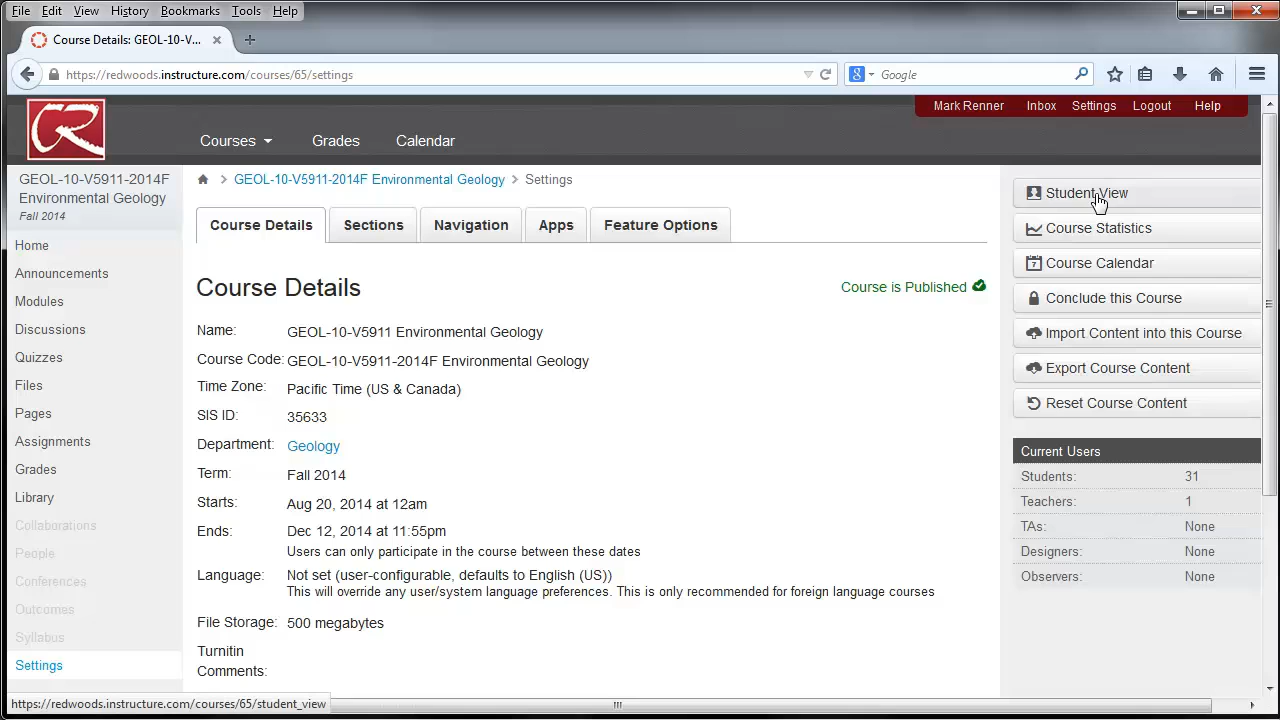 File Edit View History Bookmarks Tools Help
Course Details: GEOL-10-V5...
https://redwoods.instructure.com/courses/65/settings
Google
Mark Renner Inbox Settings Logout Help
CR
Courses Grades Calendar
GEOL-10-V5911-2014F
Environmental Geology
Fall 2014
Home
Announcements
Modules
Discussions
Quizzes
Files
Pages
Assignments
Grades
Library
Collaborations
People
Conferences
Outcomes
Syllabus
Settings
GEOL-10-V5911-2014F Environmental Geology > Settings
Course Details Sections Navigation Apps Feature Options
Course Details
Course is Published
Name: GEOL-10-V5911 Environmental Geology
Course Code: GEOL-10-V5911-2014F Environmental Geology
Time Zone: Pacific Time (US & Canada)
SIS ID: 35633
Department: Geology
Term: Fall 2014
Starts: Aug 20, 2014 at 12am
Ends: Dec 12, 2014 at 11:55pm
Users can only participate in the course between these dates
Language: Not set (user-configurable, defaults to English (US))
This will override any user/system language preferences. This is only recommended for foreign language courses
File Storage: 500 megabytes
Turnitin
Comments:
Student View
Course Statistics
7 Course Calendar
Conclude this Course
Import Content into this Course
Export Course Content
Reset Course Content
Current Users
Students: 31
Teachers: 1
TAs: None
Designers: None
Observers: None
https://redwoods.instructure.com/courses/65/student_view